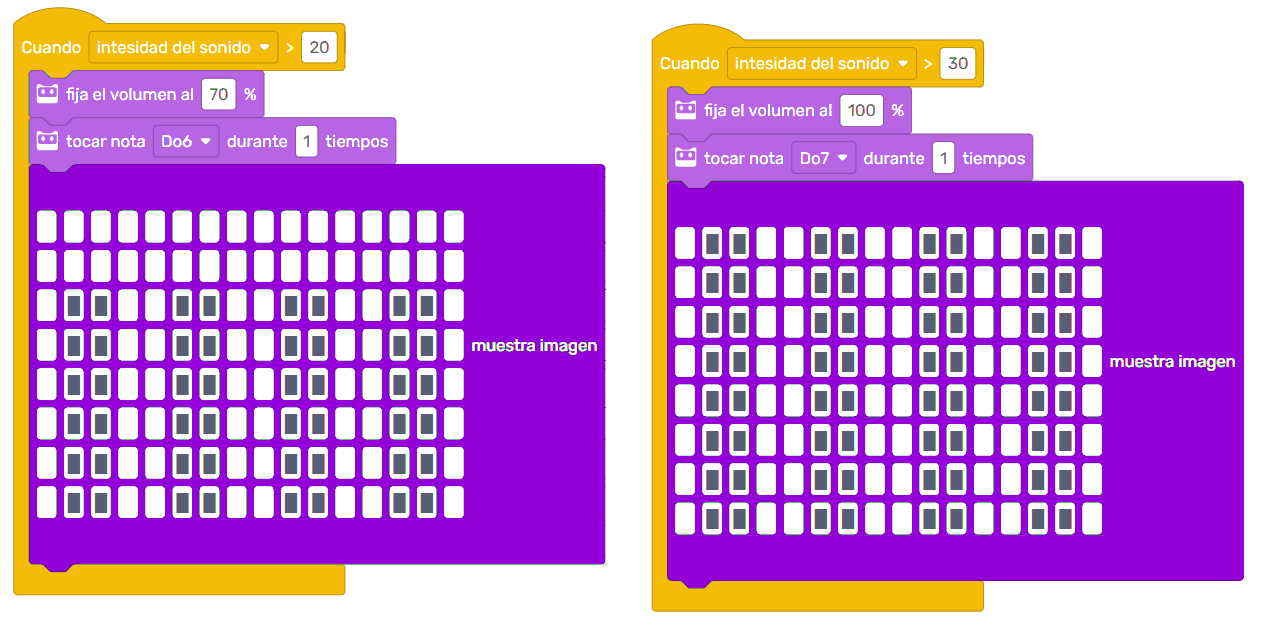 Cuando intesidad del sonido > 20
fija el volumen al 70 %
tocar nota Do6 durante 1 tiempos
muestra imagen
Cuando intesidad del sonido > 30
fija el volumen al 100 %
tocar nota Do7 durante 1 tiempos
muestra imagen